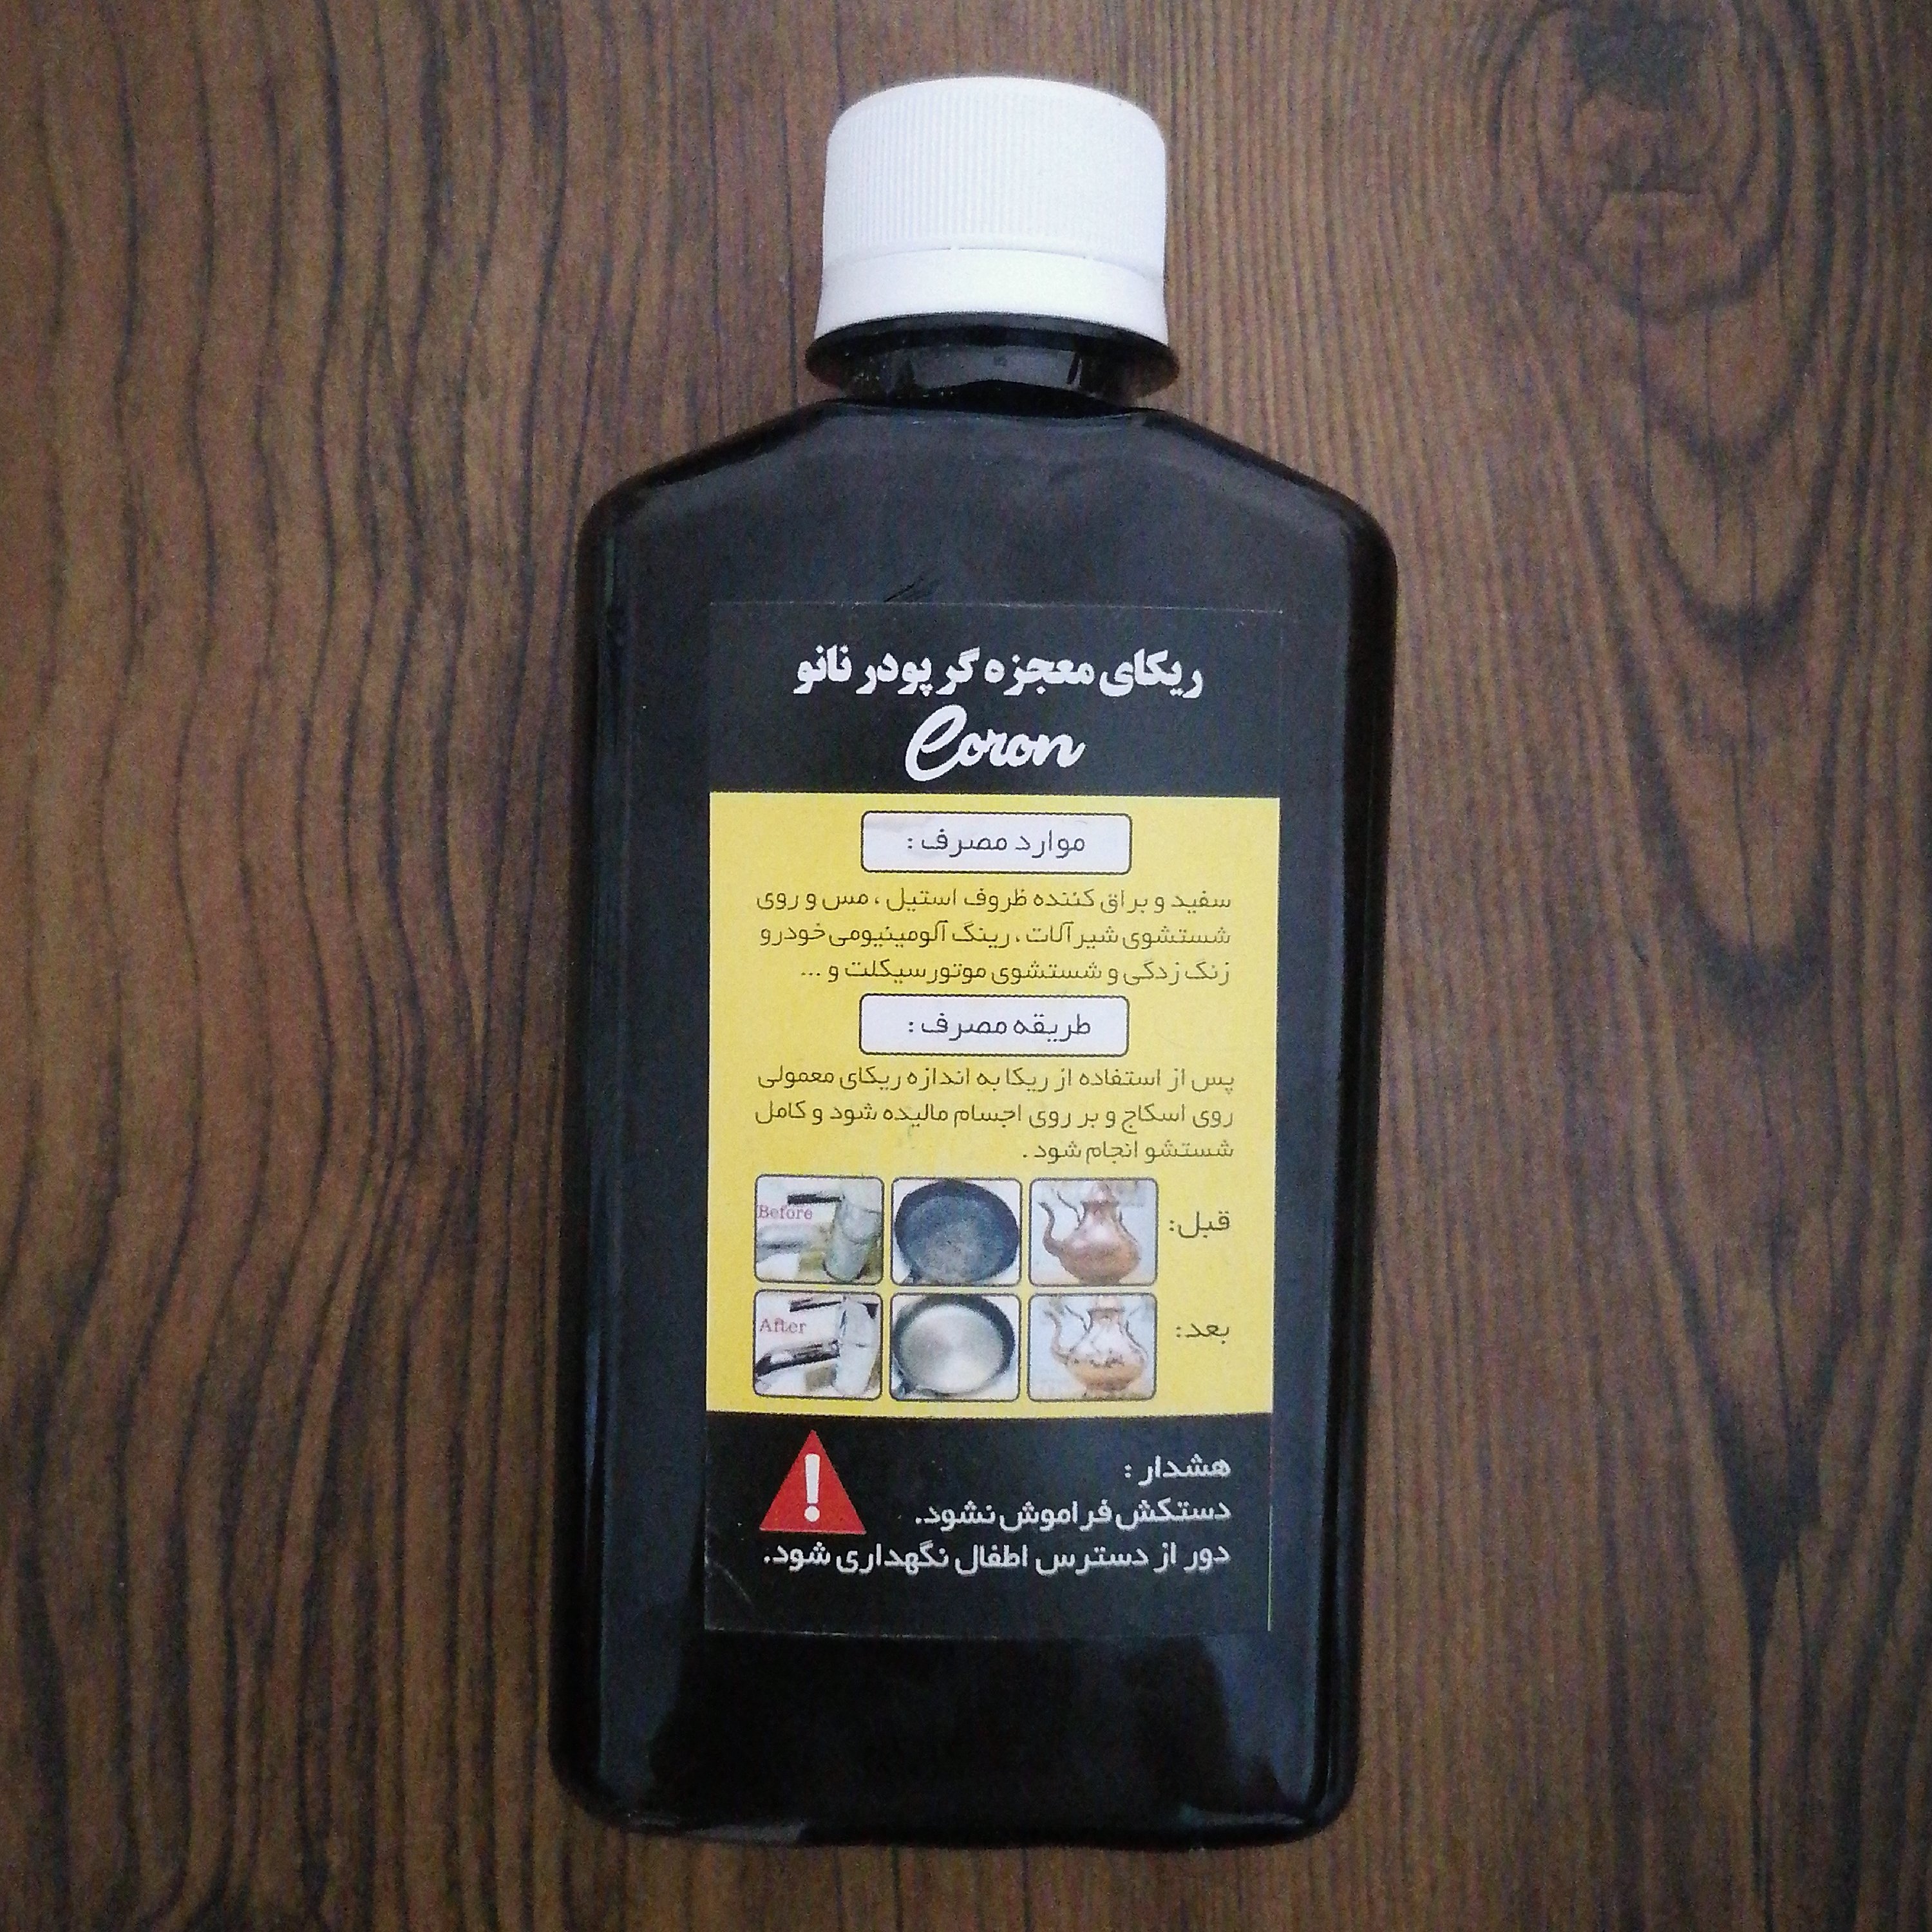 ریکای معجزه گر پودر نانو
Coron
موارد مصرف :
سفید و براق کننده ظروف استیل ، مس و روی
شستشوی شیرآلات ، رینگ آلومینیومی خودرو
زنگ زدگی و شستشوی موتورسیکلت و ...
طریقه مصرف :
پس از استفاده از ریکا به اندازه ریکای معمولی
روی اسکاج و بر روی اجسام مالیده شود و کامل
شستشو انجام شود .
قبل:
Before
بعد:
After
هشدار :
دستکش فراموش نشود.
دور از دسترس اطفال نگهداری شود.